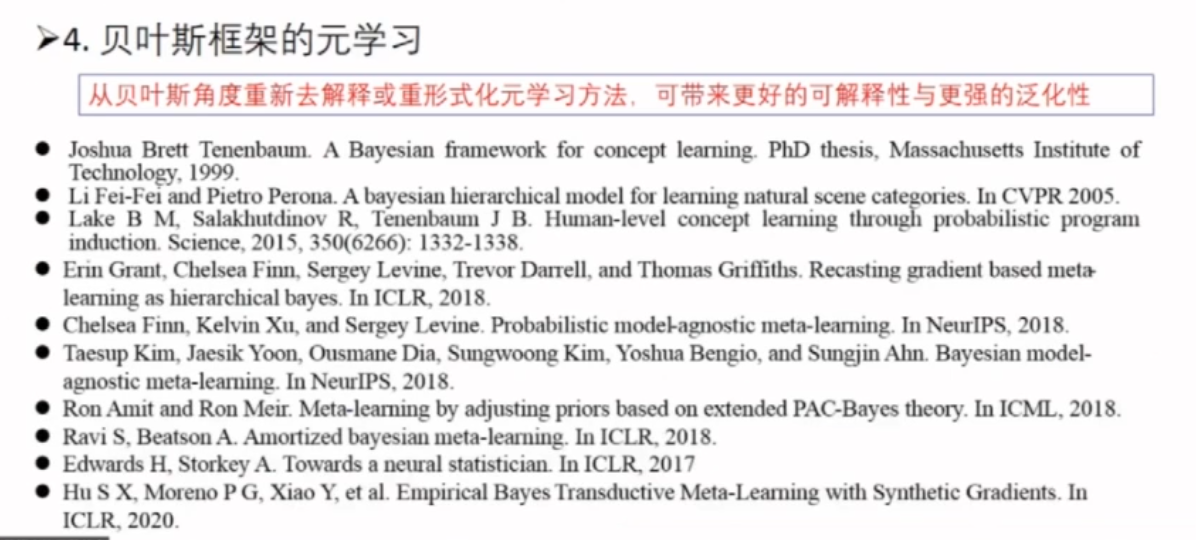 ➢4. 贝叶斯框架的元学习
从贝叶斯角度重新去解释或重形式化元学习方法，可带来更好的可解释性与更强的泛化性
● Joshua Brett Tenenbaum. A Bayesian framework for concept learning. PhD thesis, Massachusetts Institute of
Technology, 1999.
● Li Fei-Fei and Pietro Perona. A bayesian hierarchical model for learning natural scene categories. In CVPR 2005.
● Lake B M, Salakhutdinov R, Tenenbaum J B. Human-level concept learning through probabilistic program
induction. Science, 2015, 350(6266): 1332-1338.
● Erin Grant, Chelsea Finn, Sergey Levine, Trevor Darrell, and Thomas Griffiths. Recasting gradient based meta-
learning as hierarchical bayes. In ICLR, 2018.
● Chelsea Finn, Kelvin Xu, and Sergey Levine. Probabilistic model-agnostic meta-learning. In NeurIPS, 2018.
● Taesup Kim, Jaesik Yoon, Ousmane Dia, Sungwoong Kim, Yoshua Bengio, and Sungjin Ahn. Bayesian model-
agnostic meta-learning. In NeurIPS, 2018.
● Ron Amit and Ron Meir. Meta-learning by adjusting priors based on extended PAC-Bayes theory. In ICML, 2018.
● Ravi S, Beatson A. Amortized bayesian meta-learning. In ICLR, 2018.
● Edwards H, Storkey A. Towards a neural statistician. In ICLR, 2017
● Hu S X, Moreno P G, Xiao Y, et al. Empirical Bayes Transductive Meta-Learning with Synthetic Gradients. In
ICLR, 2020.